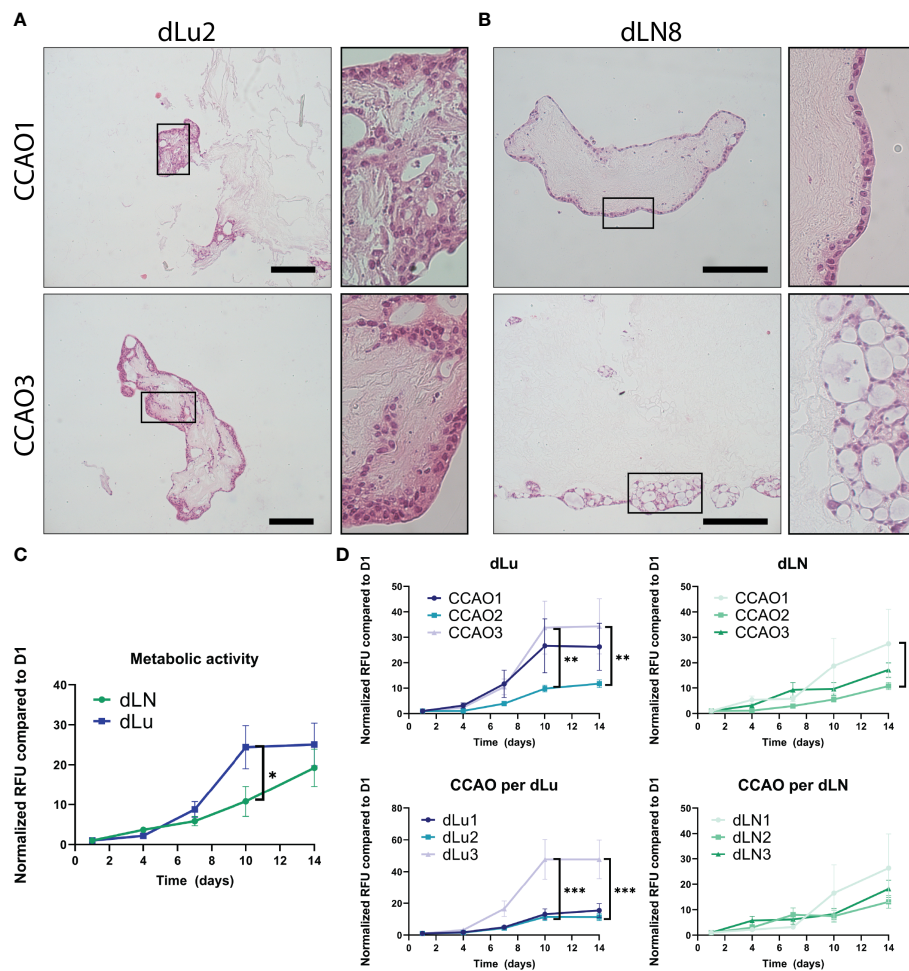 A
dLu2
B
dLN8
CCAO1
CCAO3
C
Metabolic activity
Normalized RFU compared to D1
40
30
20
10
0
dLN
dLu
*
0 2 4 6 8 10 12 14
Time (days)
D
dLu
Normalized RFU compared to D1
50
40
30
20
10
0
CCAO1
CCAO2
CCAO3
**
**
0 2 4 6 8 10 12 14
Time (days)
dLN
Normalized RFU compared to D1
50
40
30
20
10
0
CCAO1
CCAO2
CCAO3
0 2 4 6 8 10 12 14
Time (days)
CCAO per dLu
Normalized RFU compared to D1
80
60
40
20
0
dLu1
dLu2
dLu3
***
***
0 2 4 6 8 10 12 14
Time (days)
CCAO per dLN
Normalized RFU compared to D1
50
40
30
20
10
0
dLN1
dLN2
dLN3
0 2 4 6 8 10 12 14
Time (days)